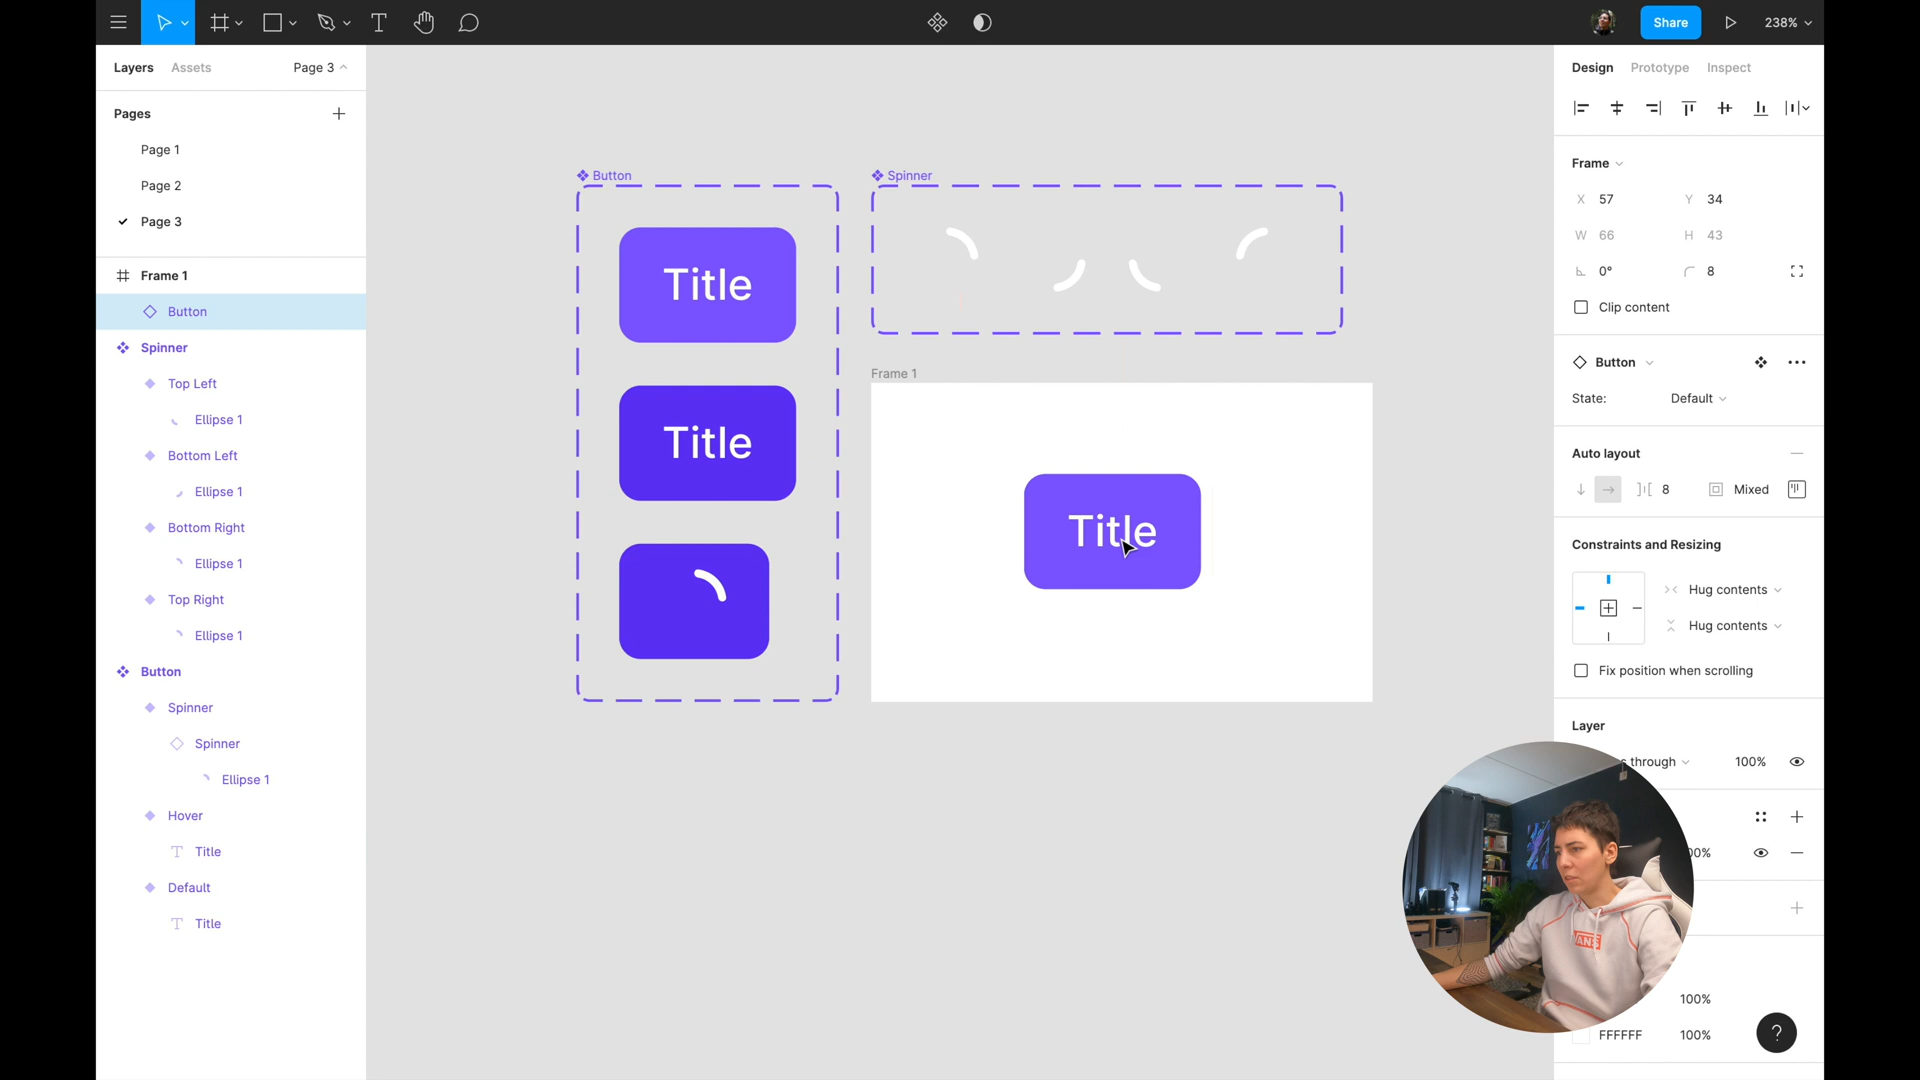 Share
238%
Layers
Assets
Page 3
Pages
Page 1
Page 2
Page 3
Frame 1
Button
Spinner
Top Left
Ellipse 1
Bottom Left
Ellipse 1
Bottom Right
Ellipse 1
Top Right
Ellipse 1
Button
Spinner
Spinner
Ellipse 1
Hover
Title
Default
Title
Button
Title
Title
Spinner
Frame 1
Title
Design
Prototype
Inspect
Frame
X 57
Y 34
W 66
H 43
0°
8
Clip content
Button
State:
Default
Auto layout
8
Mixed
Constraints and Resizing
Hug contents
Hug contents
Fix position when scrolling
Layer
through
100%
100%
FFFFFF
100%
?